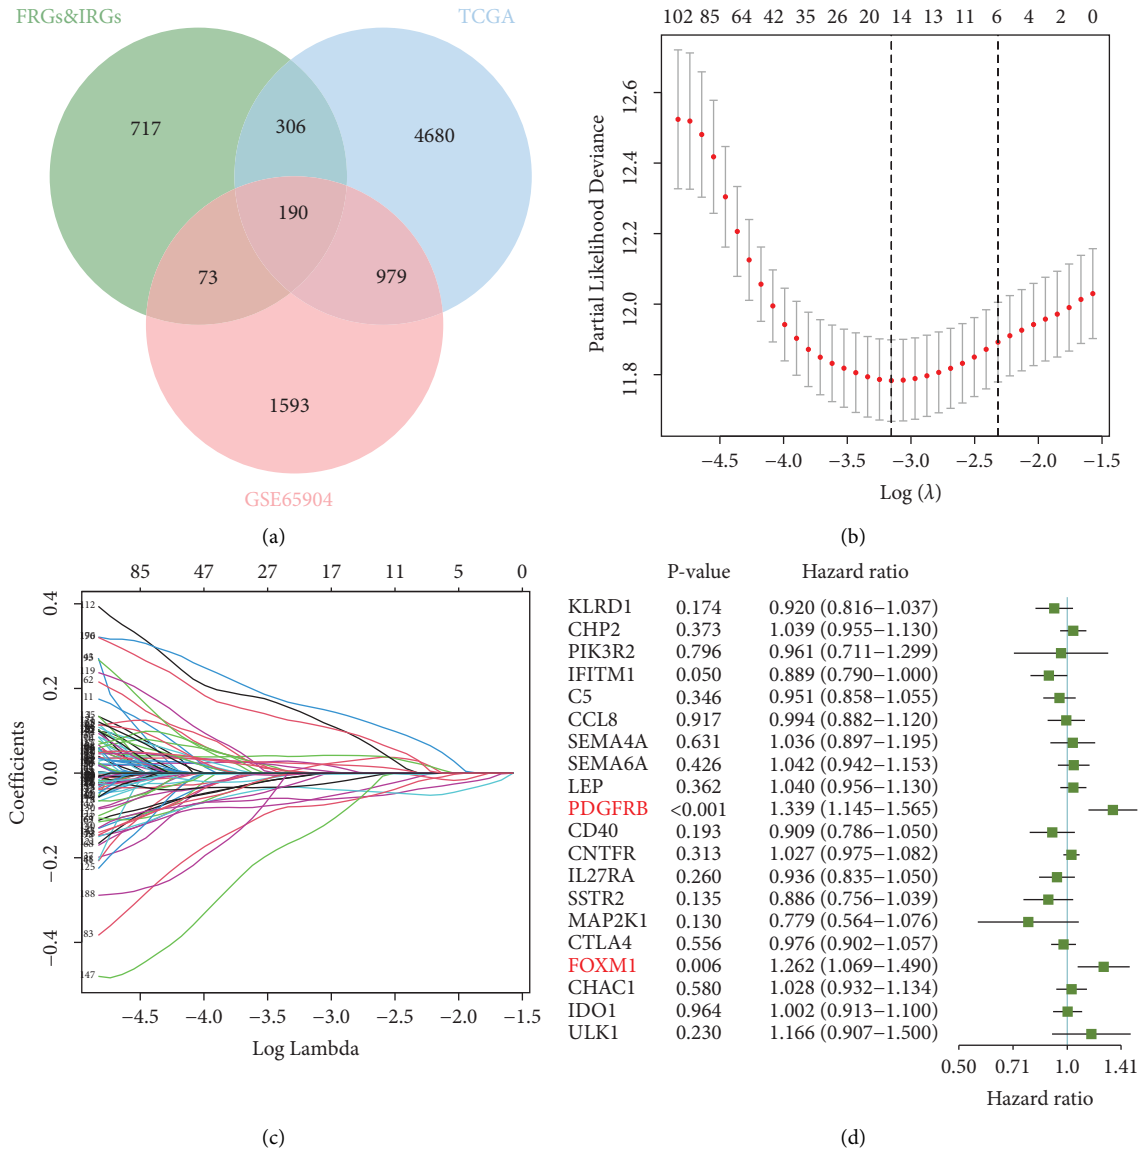 FRGs&IRGs
TCGA
717
306
4680
190
73
979
1593
GSE65904
(a)
102 85 64 42 35 26 20 14 13 11 6 4 2 0
Partial Likelihood Deviance
12.6
12.4
12.2
12.0
11.8
−4.5 −4.0 −3.5 −3.0 −2.5 −2.0 −1.5
Log (λ)
(b)
85 47 27 17 11 5 0
Coefficients
0.4
0.2
0.0
−0.2
−0.4
112
119
62
11
125
188
83
147
−4.5 −4.0 −3.5 −3.0 −2.5 −2.0 −1.5
Log Lambda
(c)
P-value Hazard ratio
KLRD1 0.174 0.920 (0.816−1.037)
CHP2 0.373 1.039 (0.955−1.130)
PIK3R2 0.796 0.961 (0.711−1.299)
IFITM1 0.050 0.889 (0.790−1.000)
C5 0.346 0.951 (0.858−1.055)
CCL8 0.917 0.994 (0.882−1.120)
SEMA4A 0.631 1.036 (0.897−1.195)
SEMA6A 0.426 1.042 (0.942−1.153)
LEP 0.362 1.040 (0.956−1.130)
PDGFRB <0.001 1.339 (1.145−1.565)
CD40 0.193 0.909 (0.786−1.050)
CNTFR 0.313 1.027 (0.975−1.082)
IL27RA 0.260 0.936 (0.835−1.050)
SSTR2 0.135 0.886 (0.756−1.039)
MAP2K1 0.130 0.779 (0.564−1.076)
CTLA4 0.556 0.976 (0.902−1.057)
FOXM1 0.006 1.262 (1.069−1.490)
CHAC1 0.580 1.028 (0.932−1.134)
IDO1 0.964 1.002 (0.913−1.100)
ULK1 0.230 1.166 (0.907−1.500)
0.50 0.71 1.0 1.41
Hazard ratio
(d)